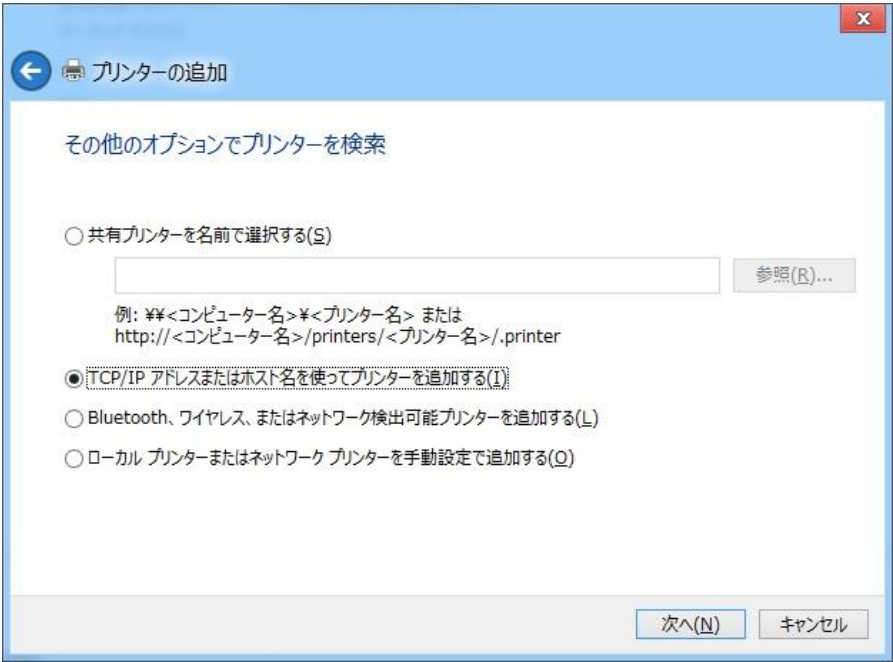 プリンターの追加
その他のオプションでプリンターを検索
共有プリンターを名前で選択する(S)
参照(R)...
例: ¥¥<コンピューター名>¥<プリンター名> または
http://<コンピューター名>/printers/<プリンター名>/.printer
TCP/IP アドレスまたはホスト名を使ってプリンターを追加する(I)
Bluetooth、ワイヤレス、またはネットワーク検出可能プリンターを追加する(L)
ローカル プリンターまたはネットワーク プリンターを手動設定で追加する(O)
次へ(N) キャンセル